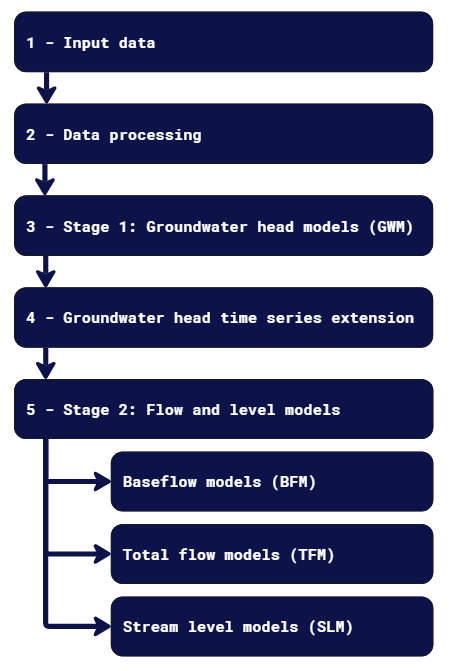 1 - Input data
2 - Data processing
3 - Stage 1: Groundwater head models (GWM)
4 - Groundwater head time series extension
5 - Stage 2: Flow and level models
Baseflow models (BFM)
Total flow models (TFM)
Stream level models (SLM)